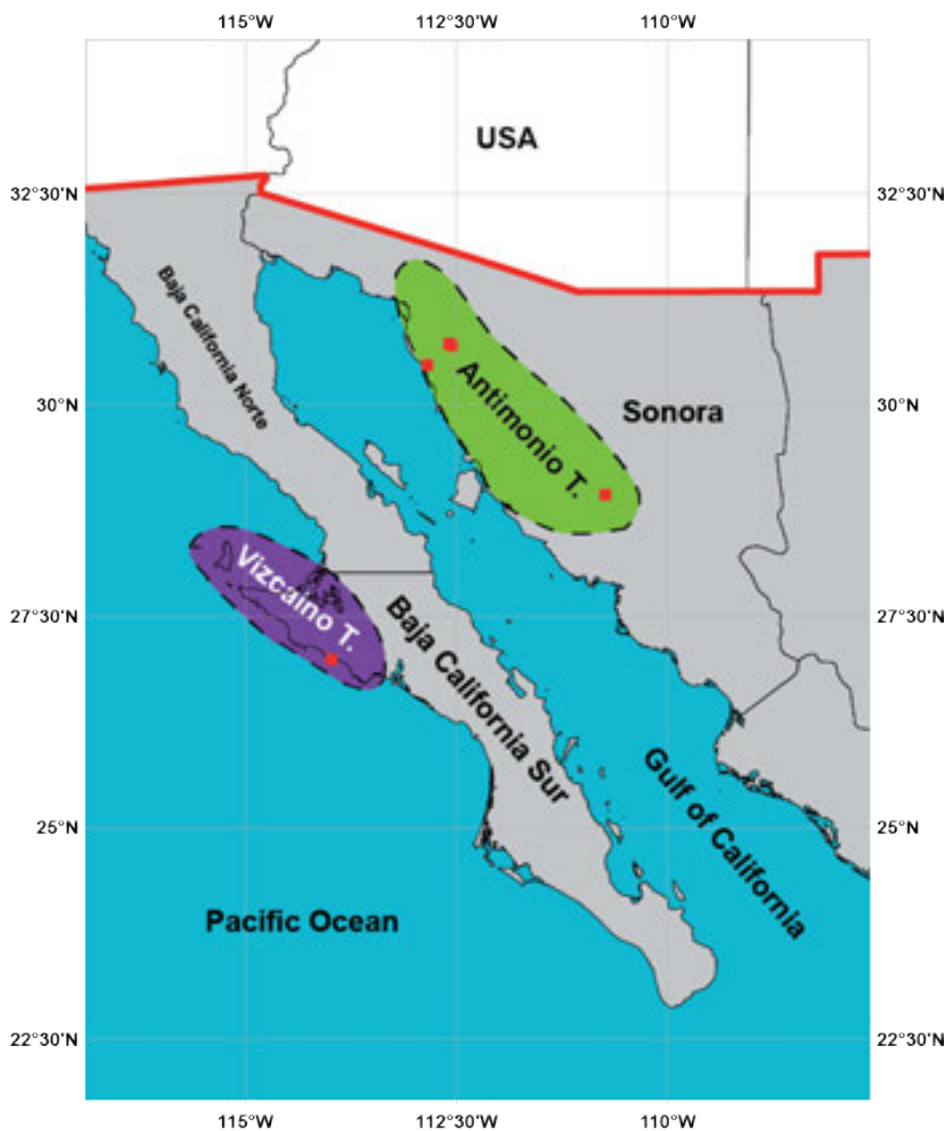 115°W 112°30'W 110°W
USA
32°30'N 32°30'N
Baja California Norte
30°N 30°N
Sonora
Antimonio T.
Vizcaino T.
27°30'N 27°30'N
Baja California Sur
Gulf of California
25°N 25°N
Pacific Ocean
22°30'N 22°30'N
115°W 112°30'W 110°W